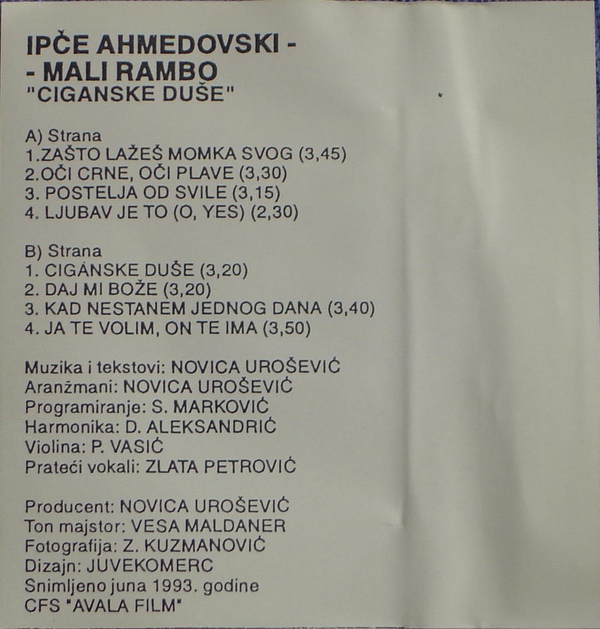 IPČE AHMEDOVSKI -
- MALI RAMBO
"CIGANSKE DUŠE"
A) Strana
1.ZAŠTO LAŽEŠ MOMKA SVOG (3,45)
2.OČI CRNE, OČI PLAVE (3,30)
3. POSTELJA OD SVILE (3,15)
4. LJUBAV JE TO (O, YES) (2,30)
B) Strana
1. CIGANSKE DUŠE (3,20)
2. DAJ MI BOŽE (3,20)
3. KAD NESTANEM JEDNOG DANA (3,40)
4. JA TE VOLIM, ON TE IMA (3,50)
Muzika i tekstovi: NOVICA UROŠEVIĆ
Aranžmani: NOVICA UROŠEVIĆ
Programiranje: S. MARKOVIĆ
Harmonika: D. ALEKSANDRIĆ
Violina: P. VASIĆ
Prateći vokali: ZLATA PETROVIĆ
Producent: NOVICA UROŠEVIĆ
Ton majstor: VESA MALDANER
Fotografija: Z. KUZMANOVIĆ
Dizajn: JUVEKOMERC
Snimljeno juna 1993. godine
CFS "AVALA FILM"